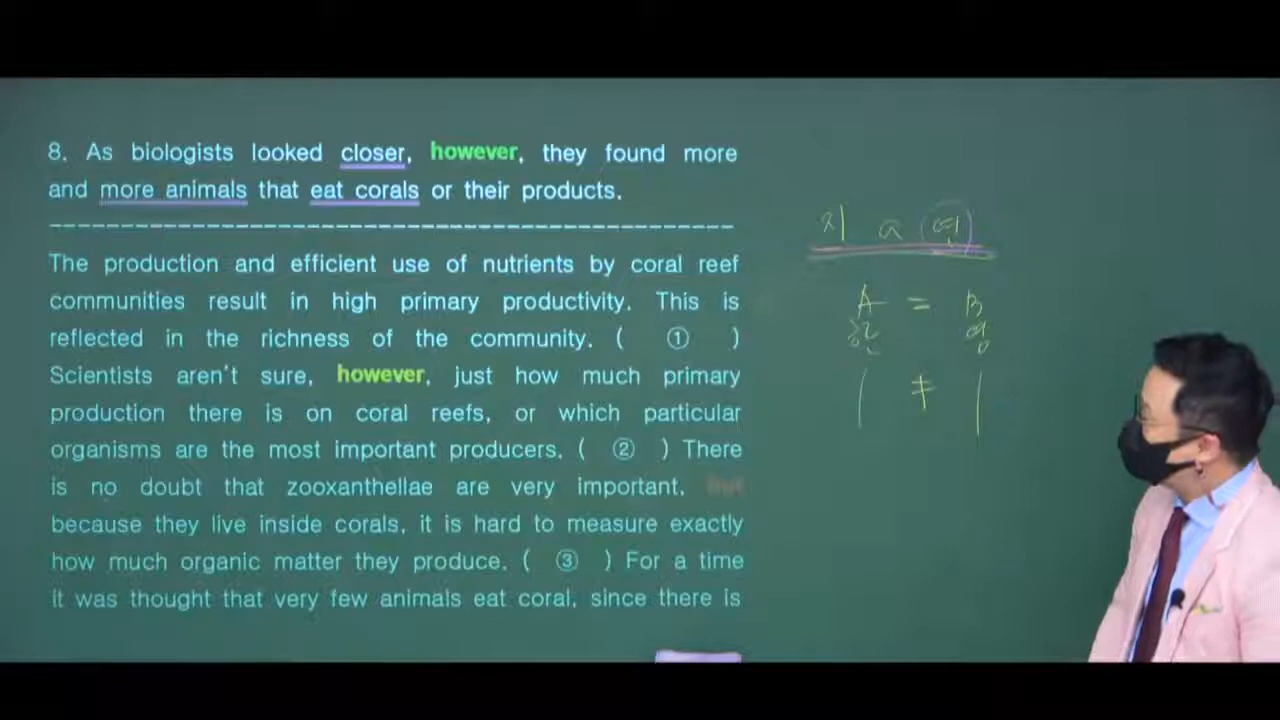 8. As biologists looked closer, however, they found more
and more animals that eat corals or their products.
The production and efficient use of nutrients by coral reef
communities result in high primary productivity. This is
reflected in the richness of the community. ( ① )
Scientists aren't sure, however, just how much primary
production there is on coral reefs, or which particular
organisms are the most important producers. ( ② ) There
is no doubt that zooxanthellae are very important, but
because they live inside corals, it is hard to measure exactly
how much organic matter they produce. ( ③ ) For a time
it was thought that very few animals eat coral, since there is
A = B
≠